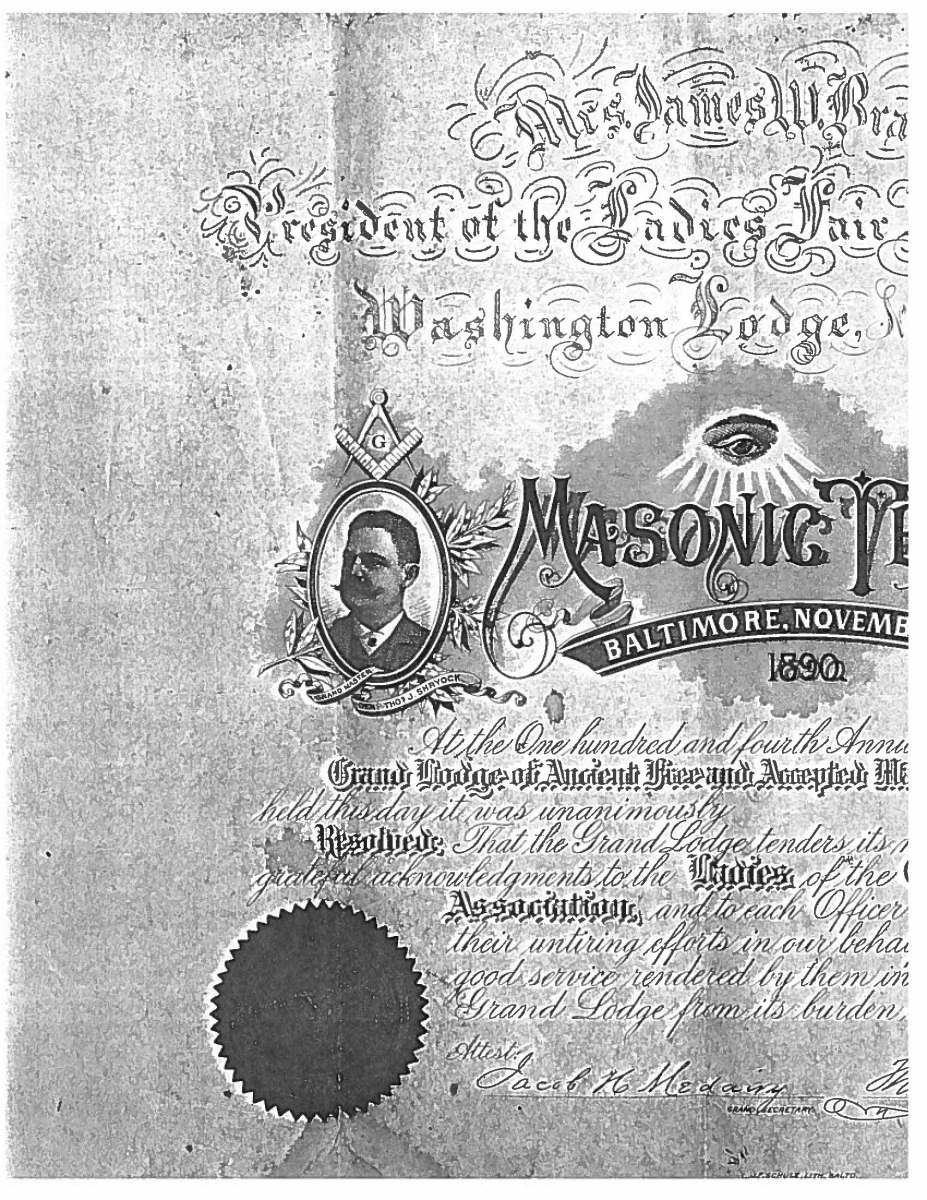 Mrs. James W. Bra
President of the Ladies Fair
Washington Lodge,
G
MASONIC TE
BALTIMORE, NOVEMB
1890
GRAND MASTER
GEN. THOS J. SHRYOCK
At the One hundred and fourth Annu
Grand Lodge of Ancient Free and Accepted Ma
held this day it was unanimously
Resolved: That the Grand Lodge tenders its
grateful acknowledgments to the Ladies of the
Association, and to each Officer
their untiring efforts in our beha
good service rendered by them in
Grand Lodge from its burden
Attest:
Jacob H Medairy
GRAND SECRETARY.
SCHULZ, LITH. BALTO.